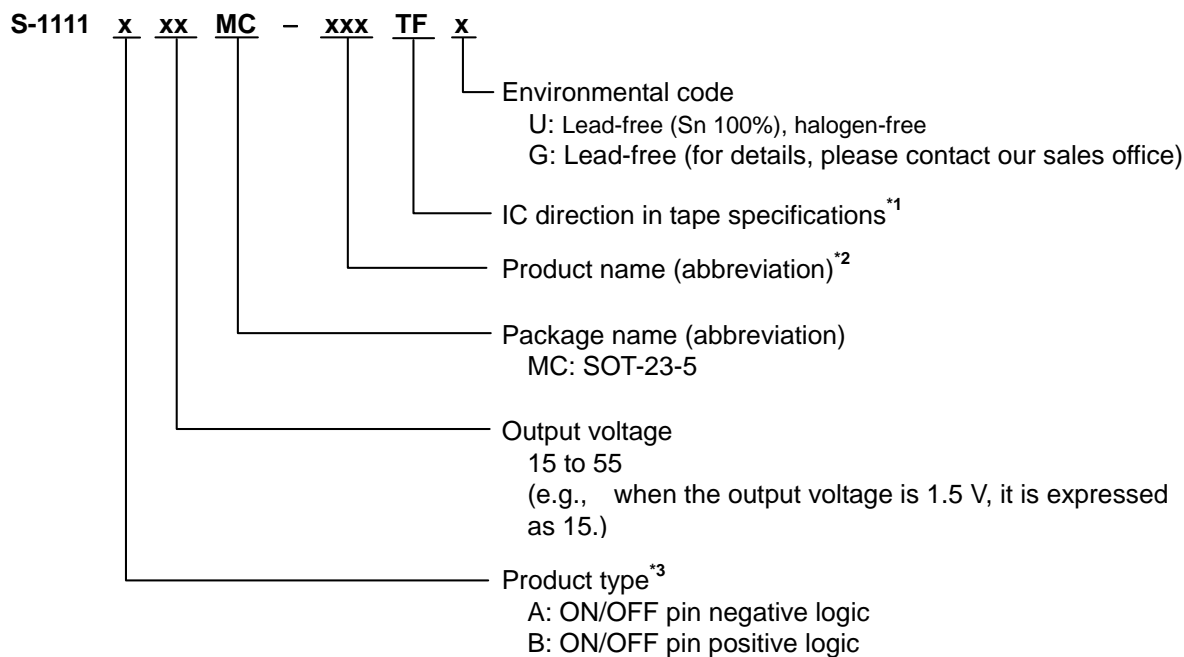 S-1111 x xx MC – xxx TF x
Environmental code
U: Lead-free (Sn 100%), halogen-free
G: Lead-free (for details, please contact our sales office)
IC direction in tape specifications*1
Product name (abbreviation)*2
Package name (abbreviation)
MC: SOT-23-5
Output voltage
15 to 55
(e.g., when the output voltage is 1.5 V, it is expressed
as 15.)
Product type*3
A: ON/OFF pin negative logic
B: ON/OFF pin positive logic